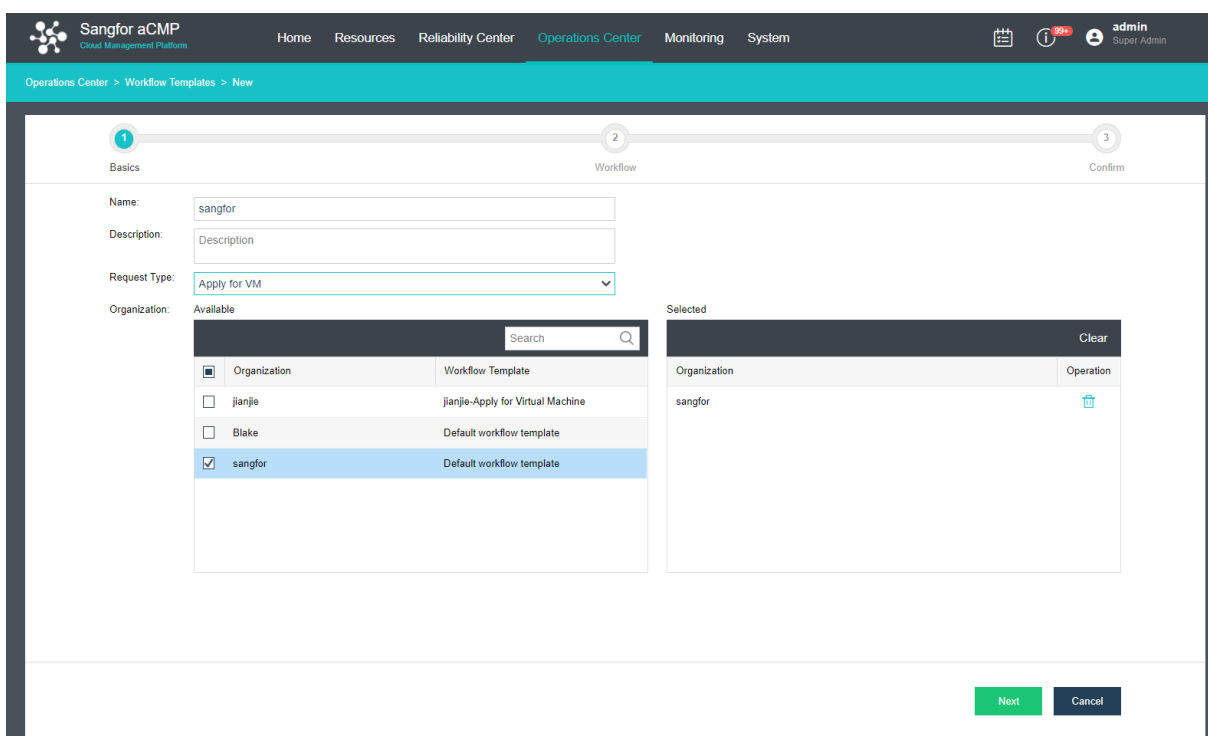 Sangfor aCMP
Cloud Management Platform
Home Resources Reliability Center Operations Center Monitoring System
99+
admin
Super Admin
Operations Center > Workflow Templates > New
1 2 3
Basics Workflow Confirm
Name: sangfor
Description: Description
Request Type: Apply for VM
Organization: Available Selected
Search Clear
Organization Workflow Template Organization Operation
jianjie jianjie-Apply for Virtual Machine sangfor
Blake Default workflow template
sangfor Default workflow template
Next Cancel